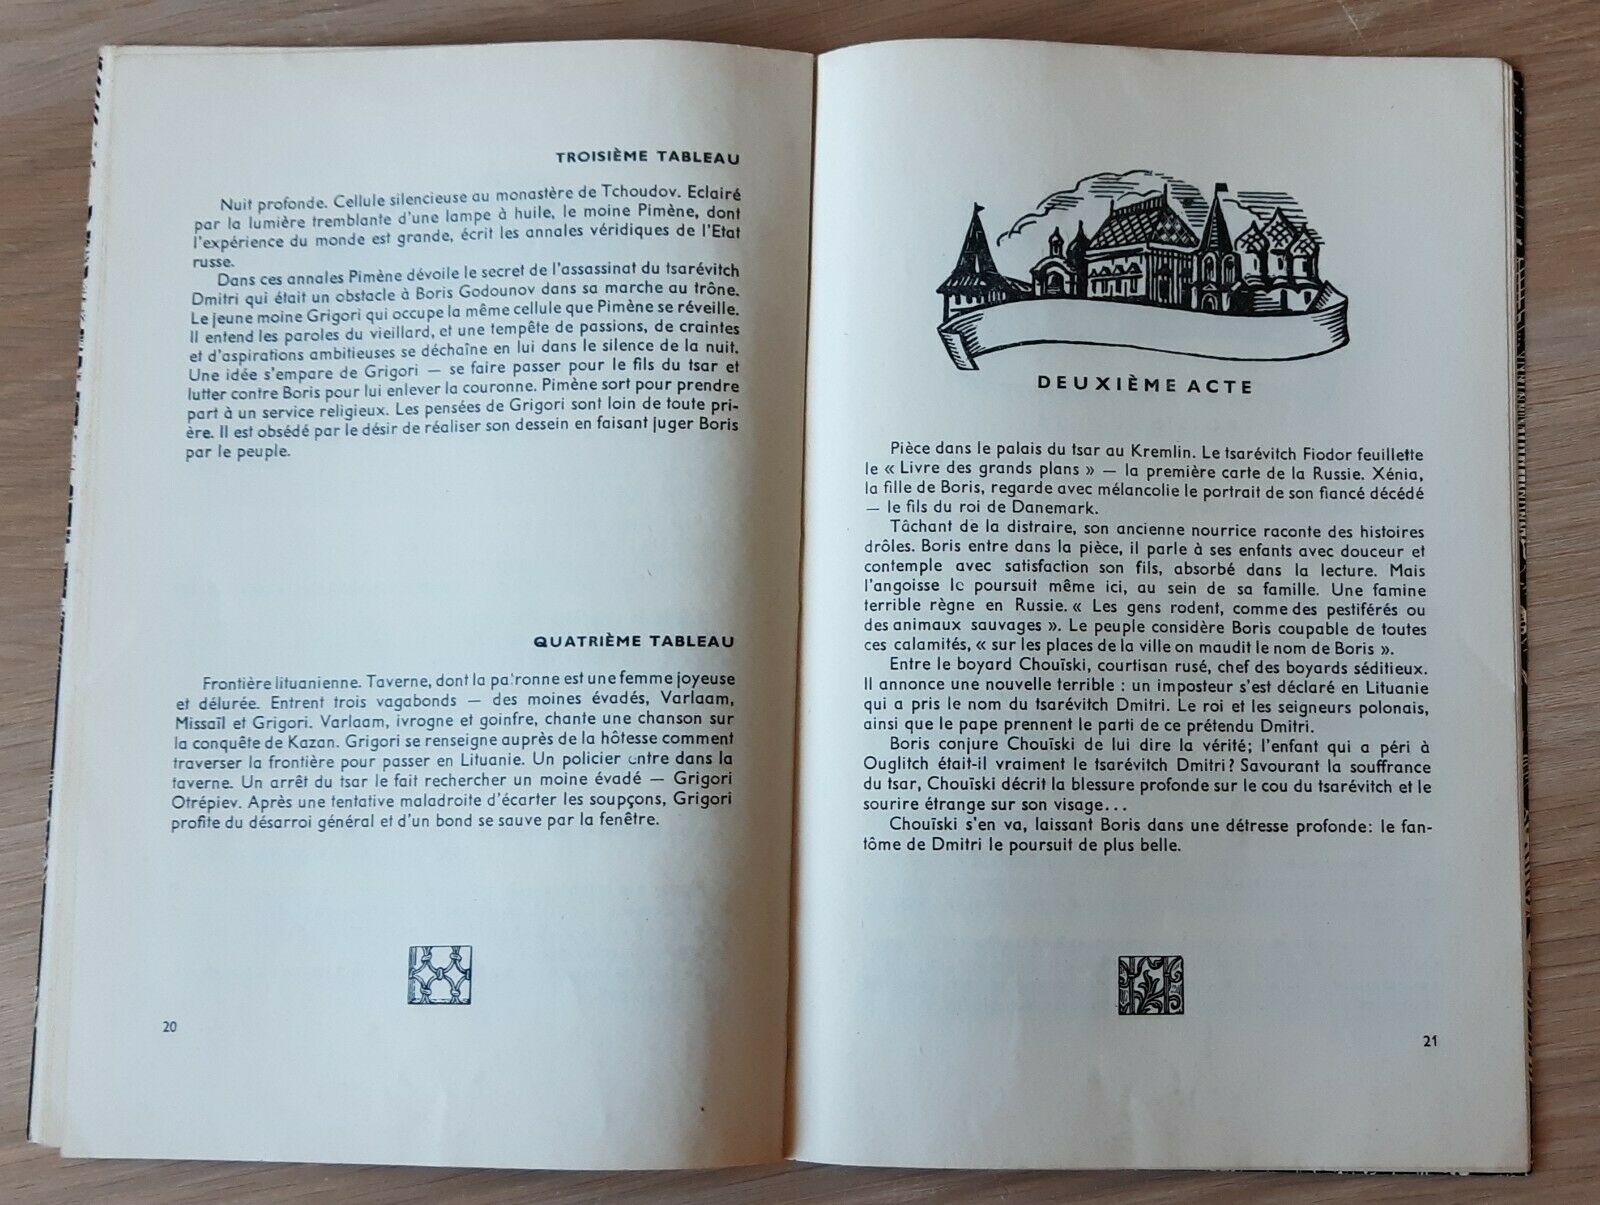 TROISIÈME TABLEAU
Nuit profonde. Cellule silencieuse au monastère de Tchoudov. Eclairé
par la lumière tremblante d'une lampe à huile, le moine Pimène, dont
l'expérience du monde est grande, écrit les annales véridiques de l'Etat
russe.
Dans ces annales Pimène dévoile le secret de l'assassinat du tsarévitch
Dmitri qui était un obstacle à Boris Godounov dans sa marche au trône.
Le jeune moine Grigori qui occupe la même cellule que Pimène se réveille.
Il entend les paroles du vieillard, et une tempête de passions, de craintes
et d'aspirations ambitieuses se déchaîne en lui dans le silence de la nuit.
Une idée s'empare de Grigori — se faire passer pour le fils du tsar et
lutter contre Boris pour lui enlever la couronne. Pimène sort pour prendre
part à un service religieux. Les pensées de Grigori sont loin de toute pri-
ère. Il est obsédé par le désir de réaliser son dessein en faisant juger Boris
par le peuple.
QUATRIÈME TABLEAU
Frontière lituanienne. Taverne, dont la patronne est une femme joyeuse
et délurée. Entrent trois vagabonds — des moines évadés, Varlaam,
Missaïl et Grigori. Varlaam, ivrogne et goinfre, chante une chanson sur
la conquête de Kazan. Grigori se renseigne auprès de la hôtesse comment
traverser la frontière pour passer en Lituanie. Un policier entre dans la
taverne. Un arrêt du tsar le fait rechercher un moine évadé — Grigori
Otrépiev. Après une tentative maladroite d'écarter les soupçons, Grigori
profite du désarroi général et d'un bond se sauve par la fenêtre.
20
DEUXIÈME ACTE
Pièce dans le palais du tsar au Kremlin. Le tsarévitch Fiodor feuillette
le « Livre des grands plans » — la première carte de la Russie. Xénia,
la fille de Boris, regarde avec mélancolie le portrait de son fiancé décédé
— le fils du roi de Danemark.
Tâchant de la distraire, son ancienne nourrice raconte des histoires
drôles. Boris entre dans la pièce, il parle à ses enfants avec douceur et
contemple avec satisfaction son fils, absorbé dans la lecture. Mais
l'angoisse le poursuit même ici, au sein de sa famille. Une famine
terrible règne en Russie. « Les gens rodent, comme des pestiférés ou
des animaux sauvages ». Le peuple considère Boris coupable de toutes
ces calamités, « sur les places de la ville on maudit le nom de Boris ».
Entre le boyard Chouïski, courtisan rusé, chef des boyards séditieux.
Il annonce une nouvelle terrible : un imposteur s'est déclaré en Lituanie
qui a pris le nom du tsarévitch Dmitri. Le roi et les seigneurs polonais,
ainsi que le pape prennent le parti de ce prétendu Dmitri.
Boris conjure Chouïski de lui dire la vérité; l'enfant qui a péri à
Ouglitch était-il vraiment le tsarévitch Dmitri? Savourant la souffrance
du tsar, Chouïski décrit la blessure profonde sur le cou du tsarévitch et le
sourire étrange sur son visage...
Chouïski s'en va, laissant Boris dans une détresse profonde: le fan-
tôme de Dmitri le poursuit de plus belle.
21